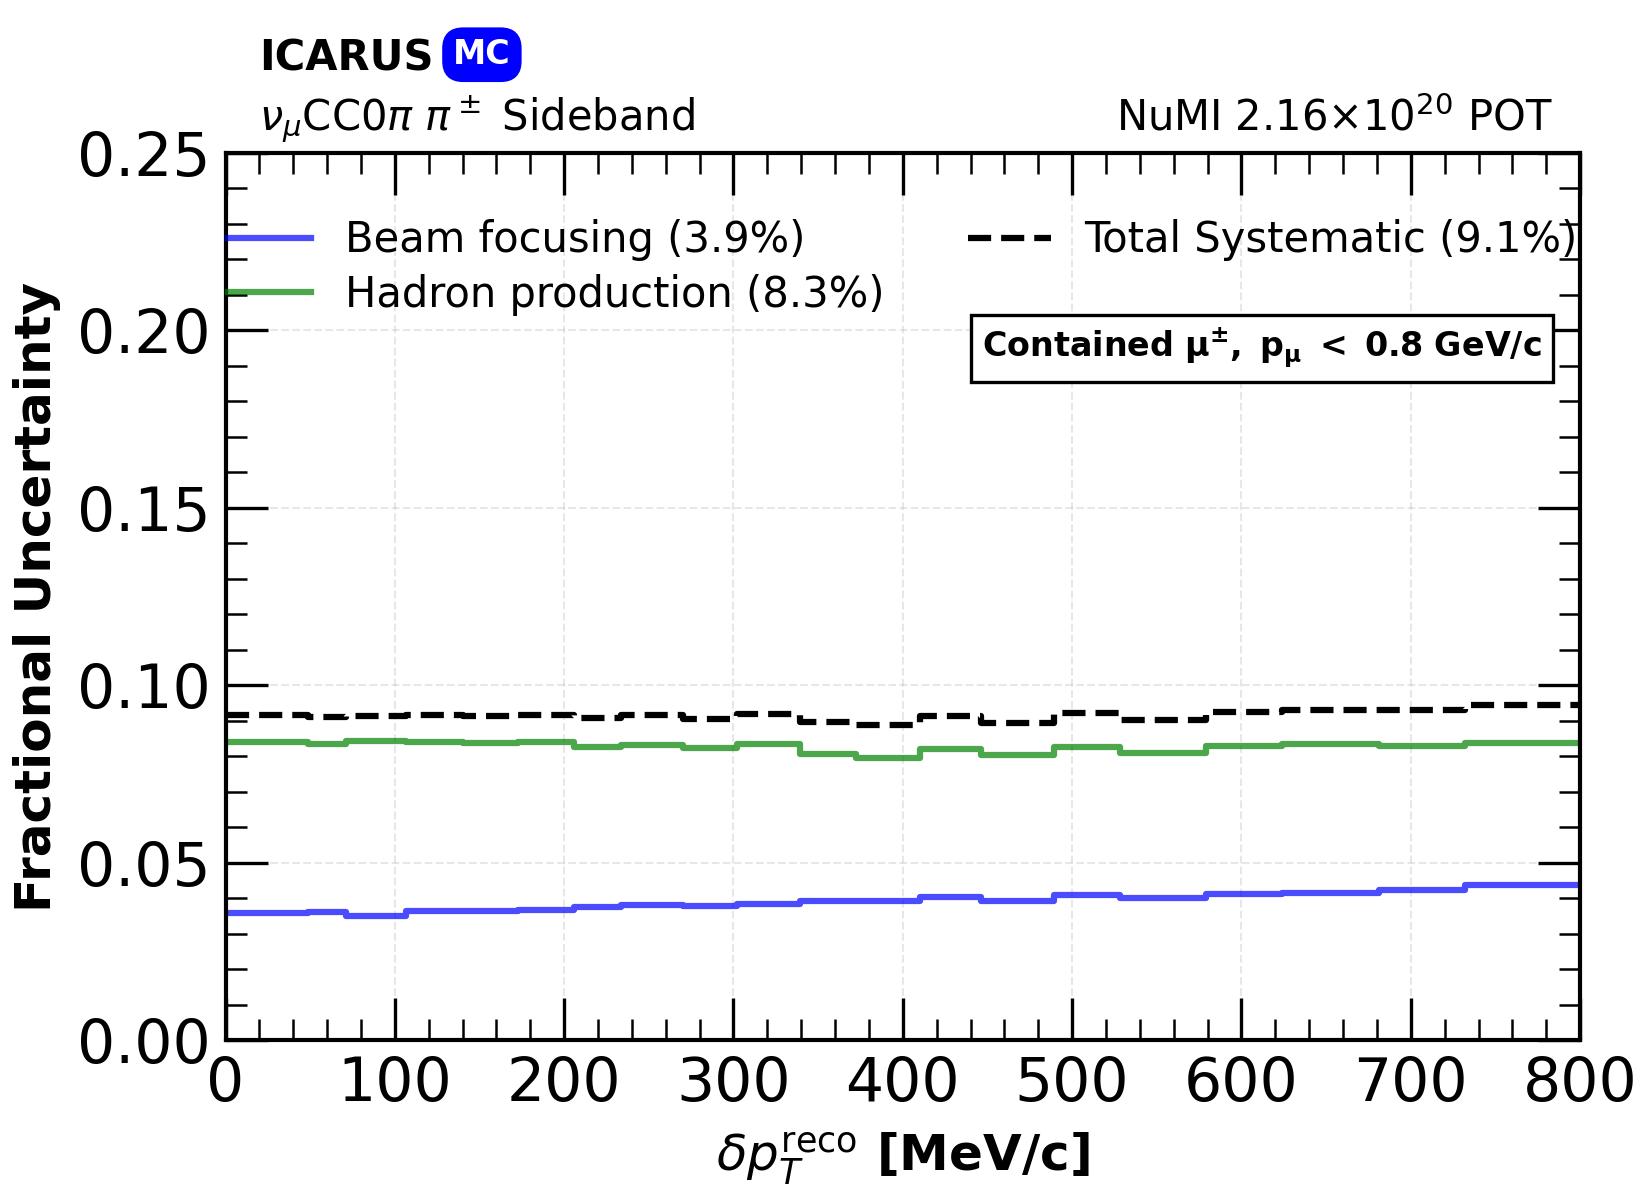 ICARUS MC
νμCC0π π± Sideband
NuMI 2.16×10²⁰ POT
Beam focusing (3.9%)
Hadron production (8.3%)
Total Systematic (9.1%)
Contained μ±, pμ < 0.8 GeV/c
Fractional Uncertainty
0.25
0.20
0.15
0.10
0.05
0.00
0 100 200 300 400 500 600 700 800
δp_T^reco [MeV/c]